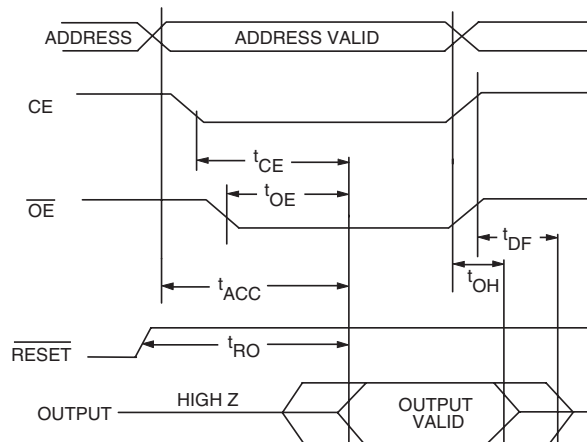 ADDRESS
ADDRESS VALID
CE
tCE
tOE
OE
tDF
tOH
tACC
tRO
RESET
HIGH Z
OUTPUT
OUTPUT
VALID